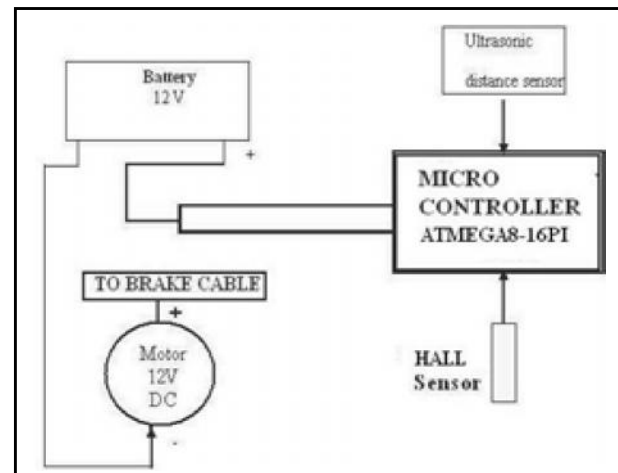 Battery
12V
+
Ultrasonic
distance sensor
MICRO
CONTROLLER
ATMEGA8-16PI
TO BRAKE CABLE
+
Motor
12V
DC
-
HALL
Sensor